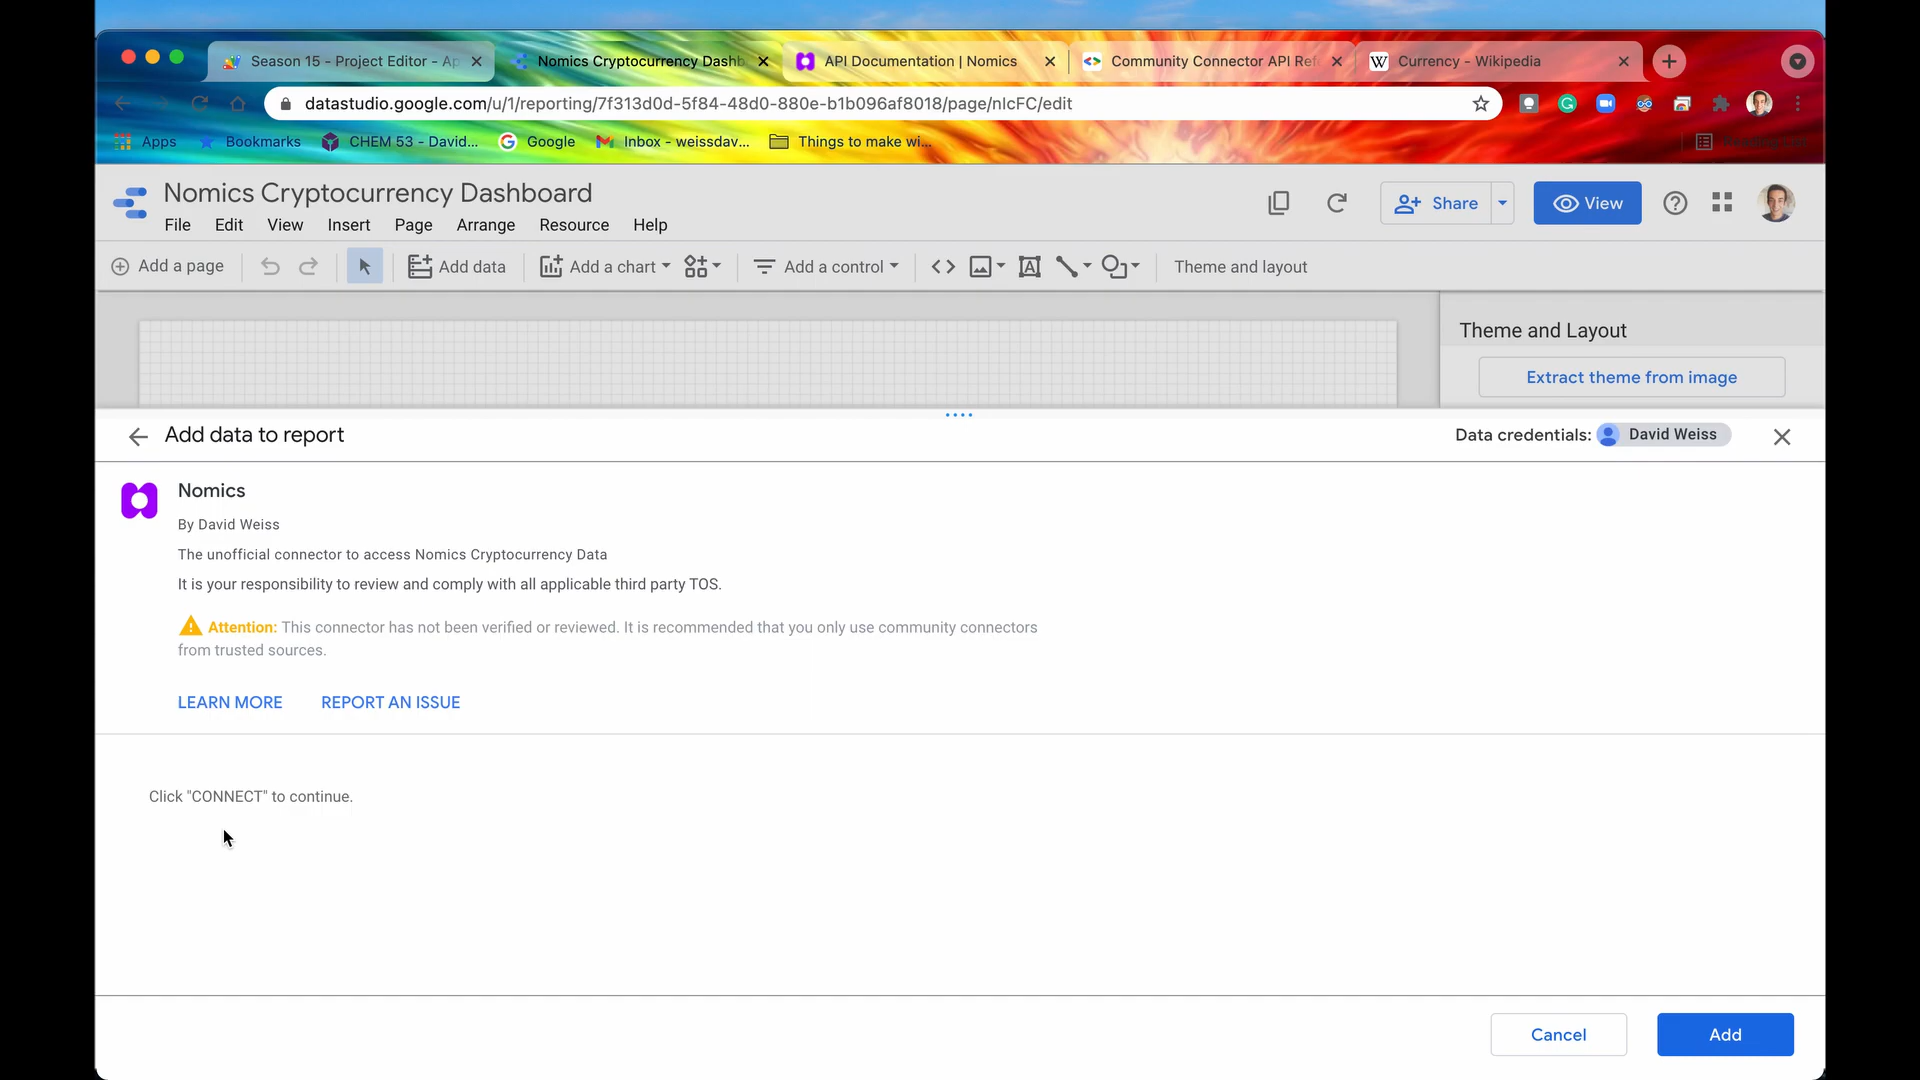 Season 15 - Project Editor - Ap
Nomics Cryptocurrency Dashb
API Documentation | Nomics
Community Connector API Ref
Currency - Wikipedia
datastudio.google.com/u/1/reporting/7f313d0d-5f84-48d0-880e-b1b096af8018/page/nIcFC/edit
Apps
Bookmarks
CHEM 53 - David...
Google
Inbox - weissdav...
Things to make wi...
Reading List
Nomics Cryptocurrency Dashboard
Share
View
File Edit View Insert Page Arrange Resource Help
Add a page
Add data
Add a chart
Add a control
Theme and layout
Theme and Layout
Extract theme from image
Add data to report
Data credentials: David Weiss
Nomics
By David Weiss
The unofficial connector to access Nomics Cryptocurrency Data
It is your responsibility to review and comply with all applicable third party TOS.
Attention: This connector has not been verified or reviewed. It is recommended that you only use community connectors
from trusted sources.
LEARN MORE REPORT AN ISSUE
Click "CONNECT" to continue.
Cancel
Add